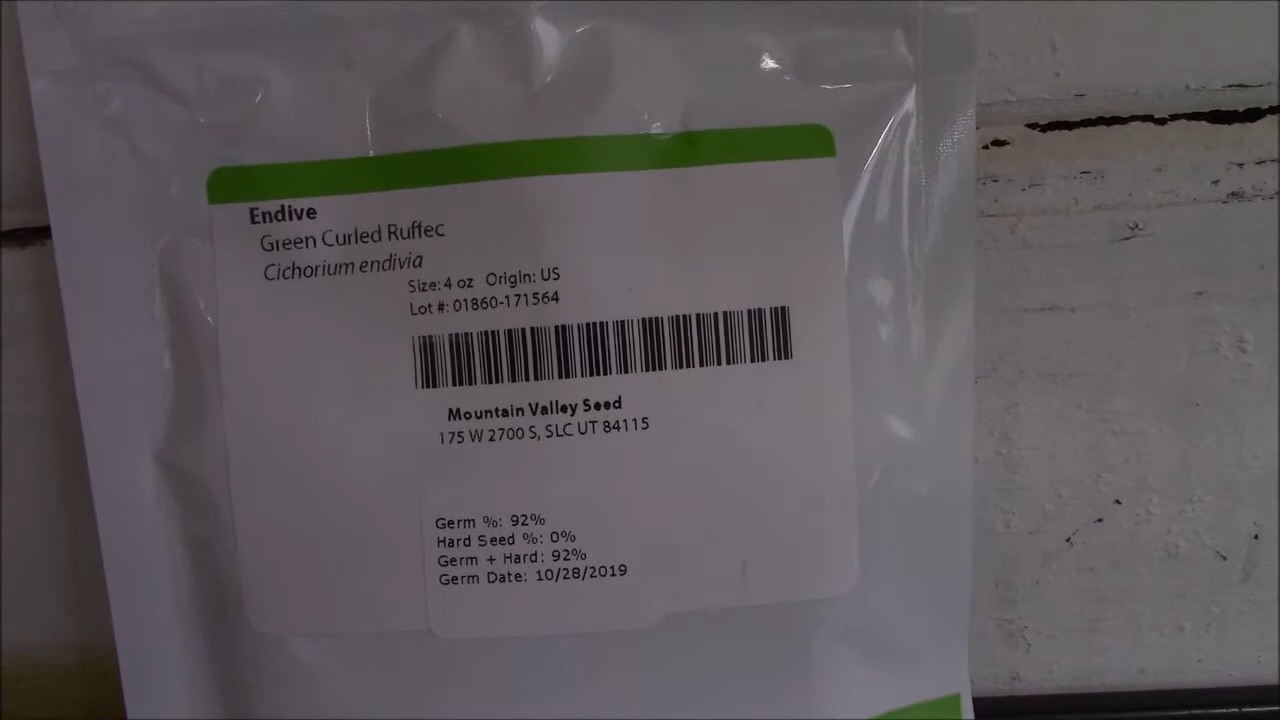 Endive
Green Curled Ruffec
Cichorium endivia
Size: 4 oz Origin: US
Lot #: 01860-171564
Mountain Valley Seed
175 W 2700 S, SLC UT 84115
Germ %: 92%
Hard Seed %: 0%
Germ + Hard: 92%
Germ Date: 10/28/2019